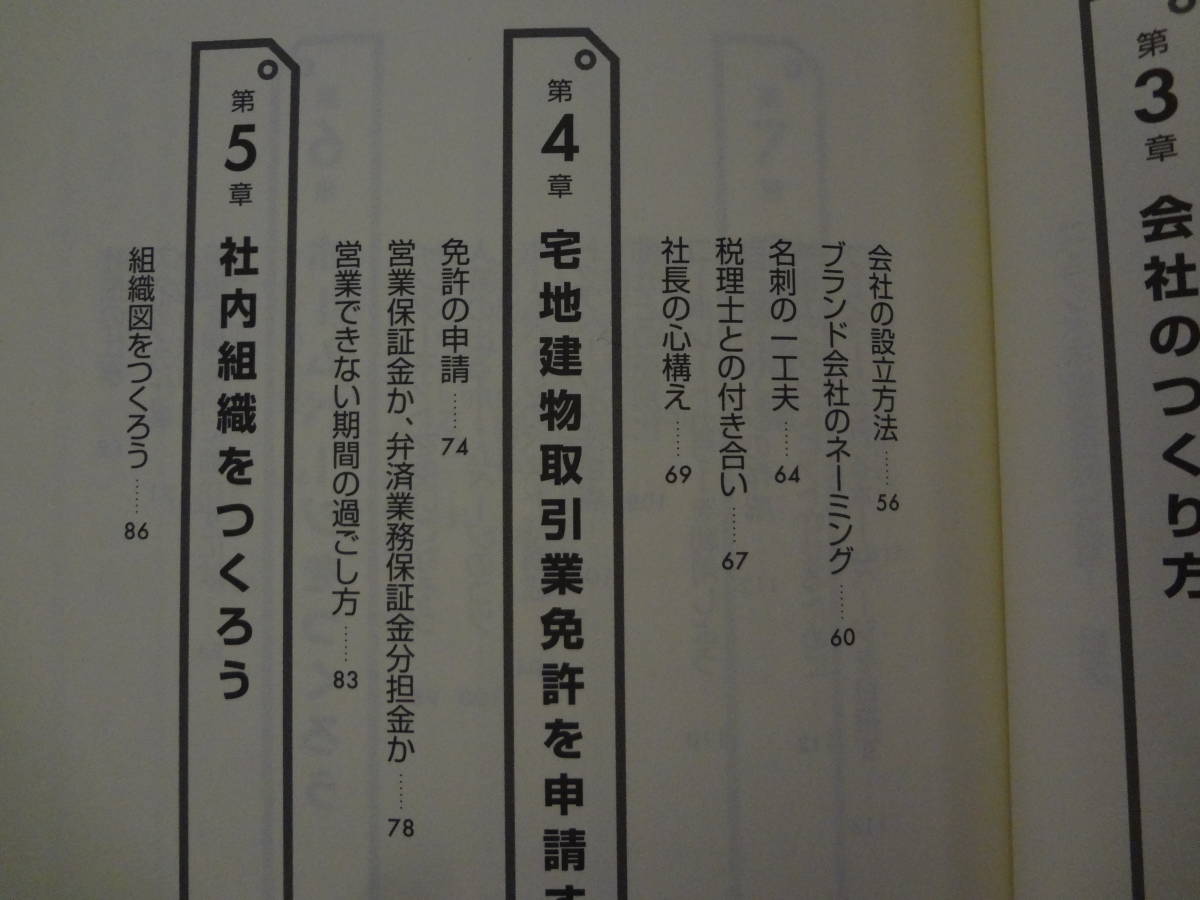 第3章 会社のつくり方
会社の設立方法……56
ブランド会社のネーミング……60
名刺の一工夫……64
税理士との付き合い……67
社長の心構え……69
第4章 宅地建物取引業免許を申請す
免許の申請……74
営業保証金か、弁済業務保証金分担金か……78
営業できない期間の過ごし方……83
第5章 社内組織をつくろう
組織図をつくろう……86